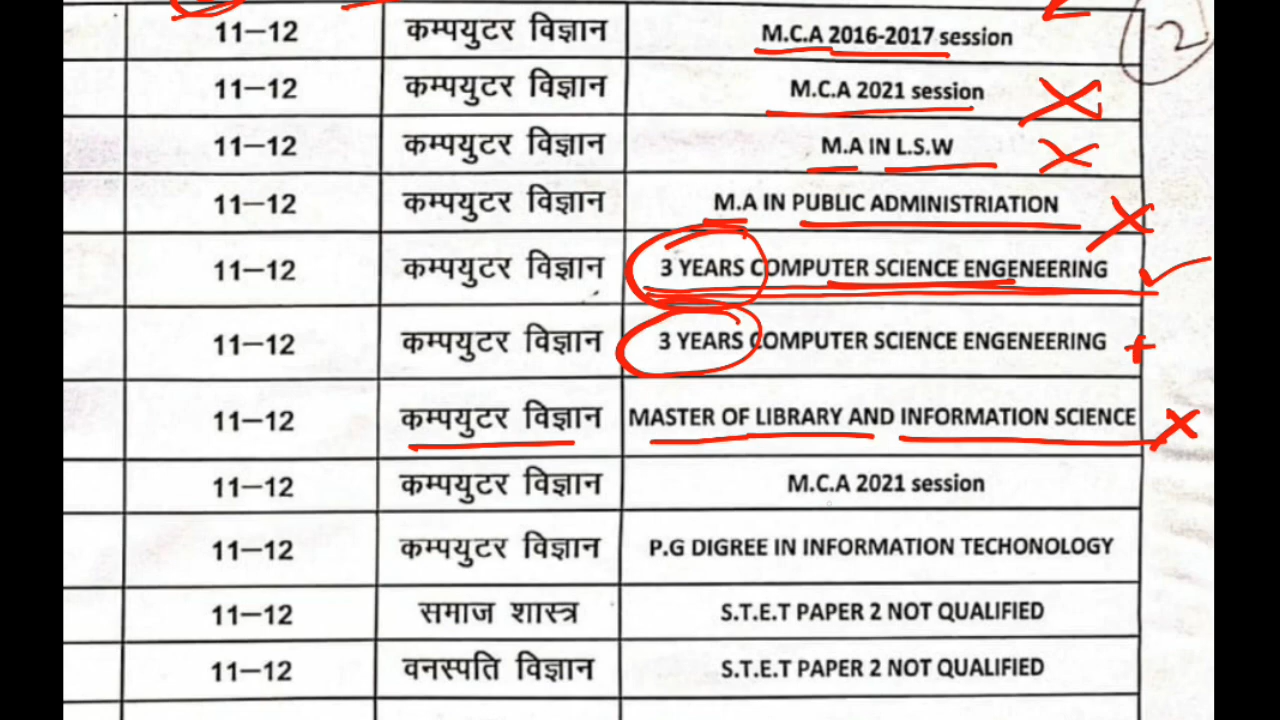 11–12 कम्पयुटर विज्ञान M.C.A 2016-2017 session
2
11–12 कम्पयुटर विज्ञान M.C.A 2021 session
11–12 कम्पयुटर विज्ञान M.A IN L.S.W
11–12 कम्पयुटर विज्ञान M.A IN PUBLIC ADMINISTRIATION
11–12 कम्पयुटर विज्ञान 3 YEARS COMPUTER SCIENCE ENGENEERING
11–12 कम्पयुटर विज्ञान 3 YEARS COMPUTER SCIENCE ENGENEERING
11–12 कम्पयुटर विज्ञान MASTER OF LIBRARY AND INFORMATION SCIENCE
11–12 कम्पयुटर विज्ञान M.C.A 2021 session
11–12 कम्पयुटर विज्ञान P.G DIGREE IN INFORMATION TECHONOLOGY
11–12 समाज शास्त्र S.T.E.T PAPER 2 NOT QUALIFIED
11–12 वनस्पति विज्ञान S.T.E.T PAPER 2 NOT QUALIFIED